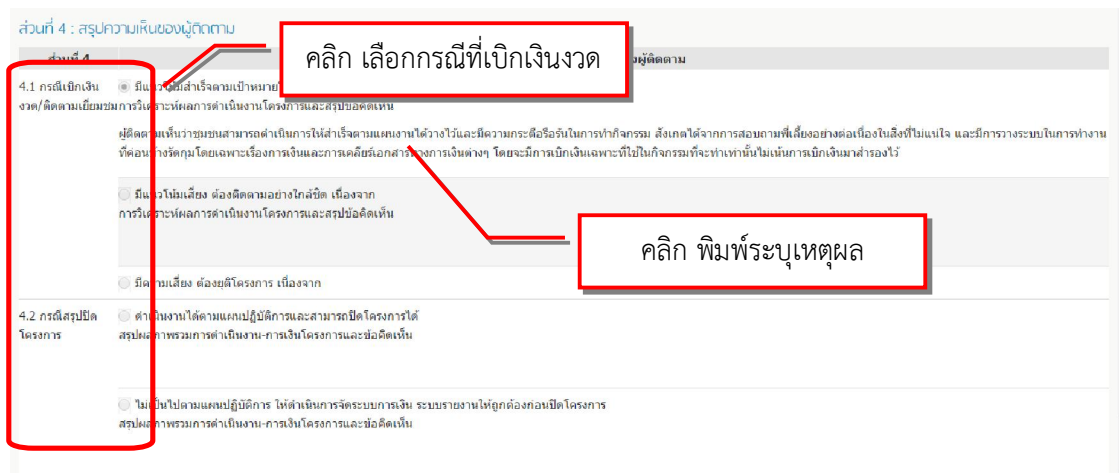 ส่วนที่ 4 : สรุปความเห็นของผู้ติดตาม
คลิก เลือกกรณีที่เบิกเงินงวด
ส่วนที่ 4
ผู้ติดตาม
4.1 กรณีเบิกเงิน
งวด/ติดตามเยี่ยม
มีแนวโน้มสำเร็จตามเป้าหมาย
การวิเคราะห์ผลการดำเนินงานโครงการและสรุปข้อคิดเห็น
ผู้ติดตามเห็นว่าชุมชนสามารถดำเนินการให้สำเร็จตามแผนงานได้วางไว้และมีความกระตือรือร้นในการทำกิจกรรม สังเกตได้จากการสอบถามพี่เลี้ยงอย่างต่อเนื่องในสิ่งที่ไม่แน่ใจ และมีการวางระบบในการทำงาน
ที่ค่อนข้างรัดกุมโดยเฉพาะเรื่องการเงินและการเคลียร์เอกสารทางการเงินต่างๆ โดยจะมีการเบิกเงินเฉพาะที่ใช้ในกิจกรรมที่จะทำเท่านั้นไม่เน้นการเบิกเงินมาสำรองไว้
มีแนวโน้มเสี่ยง ต้องติดตามอย่างใกล้ชิด เนื่องจาก
การวิเคราะห์ผลการดำเนินงานโครงการและสรุปข้อคิดเห็น
คลิก พิมพ์ระบุเหตุผล
มีความเสี่ยง ต้องยุติโครงการ เนื่องจาก
4.2 กรณีสรุปปิด
โครงการ
ดำเนินงานได้ตามแผนปฏิบัติการและสามารถปิดโครงการได้
สรุปผลภาพรวมการดำเนินงาน-การเงินโครงการและข้อคิดเห็น
ไม่เป็นไปตามแผนปฏิบัติการ ให้ดำเนินการจัดระบบการเงิน ระบบรายงานให้ถูกต้องก่อนปิดโครงการ
สรุปผลภาพรวมการดำเนินงาน-การเงินโครงการและข้อคิดเห็น